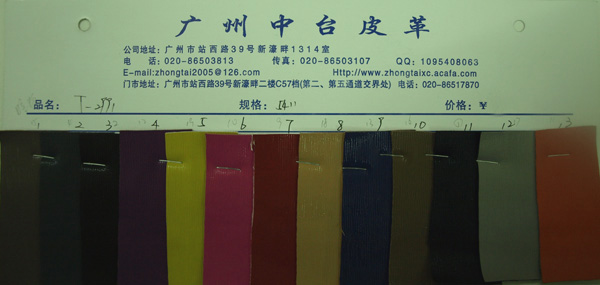 广州中台皮革
公司地址：广州市站西路39号新濠畔1314室
电　话：020-86503813　传真：020-86503107　QQ：1095408063
E-mail:zhongtai2005@126.com　Http://www.zhongtaixc.acafa.com
门市地址：广州市站西路39号新濠畔二楼C57档(第二、第五通道交界处) 电话：020-86517870
品名：　规格：　价格：¥
1 2 3 4 5 6 7 8 9 10 11 12 13